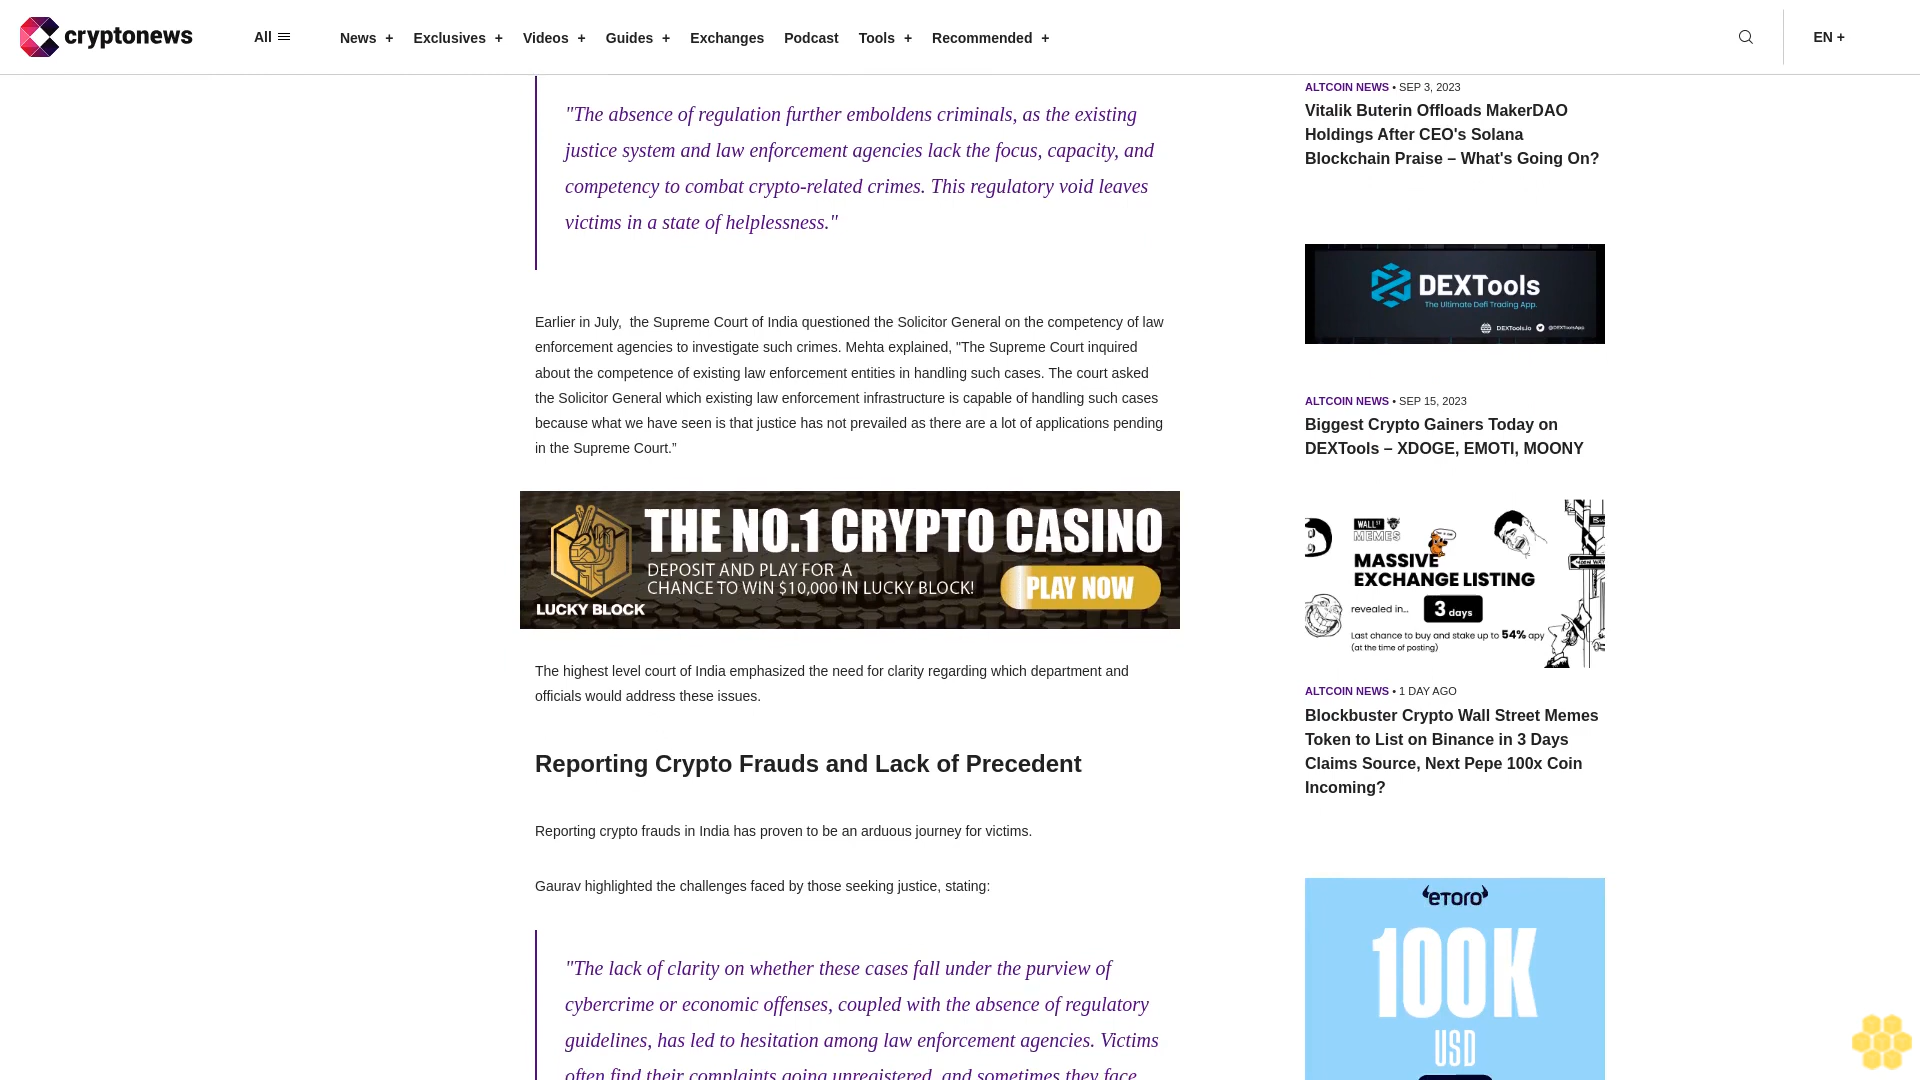 cryptonews
All
News +
Exclusives +
Videos +
Guides +
Exchanges
Podcast
Tools +
Recommended +
EN +
"The absence of regulation further emboldens criminals, as the existing
justice system and law enforcement agencies lack the focus, capacity, and
competency to combat crypto-related crimes. This regulatory void leaves
victims in a state of helplessness."
Earlier in July,  the Supreme Court of India questioned the Solicitor General on the competency of law
enforcement agencies to investigate such crimes. Mehta explained, "The Supreme Court inquired
about the competence of existing law enforcement entities in handling such cases. The court asked
the Solicitor General which existing law enforcement infrastructure is capable of handling such cases
because what we have seen is that justice has not prevailed as there are a lot of applications pending
in the Supreme Court.”
THE NO.1 CRYPTO CASINO
DEPOSIT AND PLAY FOR A
CHANCE TO WIN $10,000 IN LUCKY BLOCK!
PLAY NOW
LUCKY BLOCK
The highest level court of India emphasized the need for clarity regarding which department and
officials would address these issues.
Reporting Crypto Frauds and Lack of Precedent
Reporting crypto frauds in India has proven to be an arduous journey for victims.
Gaurav highlighted the challenges faced by those seeking justice, stating:
"The lack of clarity on whether these cases fall under the purview of
cybercrime or economic offenses, coupled with the absence of regulatory
guidelines, has led to hesitation among law enforcement agencies. Victims
often find their complaints going unregistered, and sometimes they face
ALTCOIN NEWS • SEP 3, 2023
Vitalik Buterin Offloads MakerDAO
Holdings After CEO's Solana
Blockchain Praise – What's Going On?
DEXTools
The Ultimate Defi Trading App.
DEXTools.io @DEXToolsApp
ALTCOIN NEWS • SEP 15, 2023
Biggest Crypto Gainers Today on
DEXTools – XDOGE, EMOTI, MOONY
WALL ST
MEMES
MASSIVE
EXCHANGE LISTING
revealed in.. 3 days
Last chance to buy and stake up to 54% apy
(at the time of posting)
ALTCOIN NEWS • 1 DAY AGO
Blockbuster Crypto Wall Street Memes
Token to List on Binance in 3 Days
Claims Source, Next Pepe 100x Coin
Incoming?
eToro
100K
USD